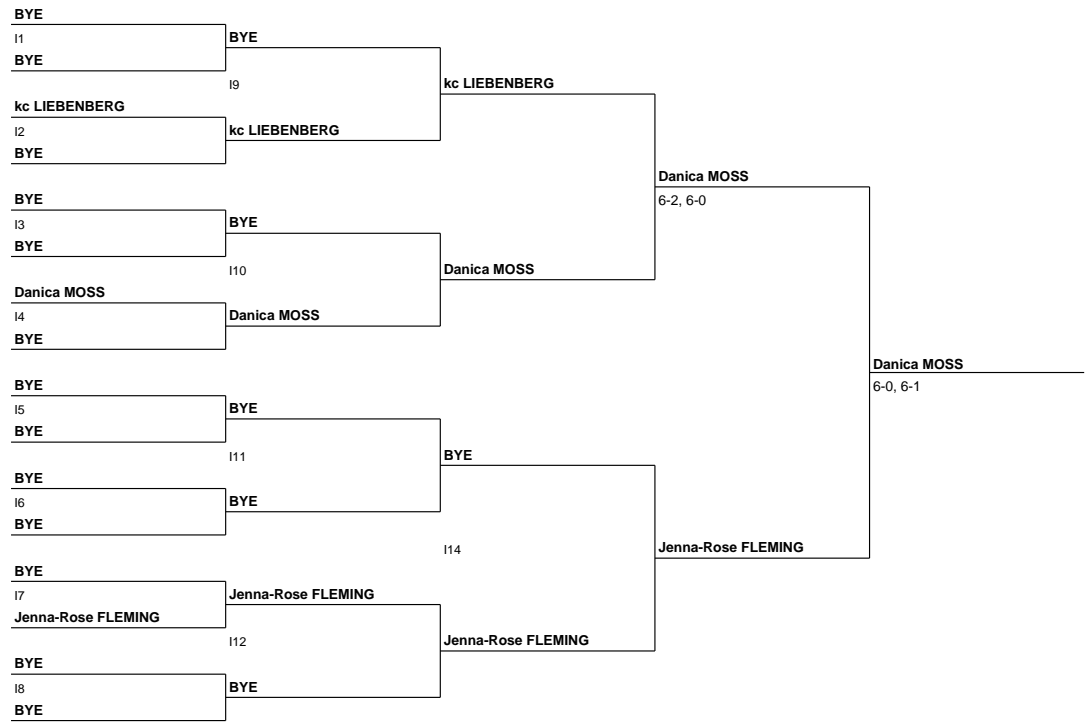 BYE
I1
BYE
kc LIEBENBERG
I2
BYE
BYE
I3
BYE
Danica MOSS
I4
BYE
BYE
I5
BYE
BYE
I6
BYE
BYE
I7
Jenna-Rose FLEMING
BYE
I8
BYE
BYE
I9
kc LIEBENBERG
BYE
I10
Danica MOSS
BYE
I11
BYE
Jenna-Rose FLEMING
I12
BYE
kc LIEBENBERG
Danica MOSS
BYE
I14
Jenna-Rose FLEMING
Danica MOSS
6-2, 6-0
Jenna-Rose FLEMING
Danica MOSS
6-0, 6-1